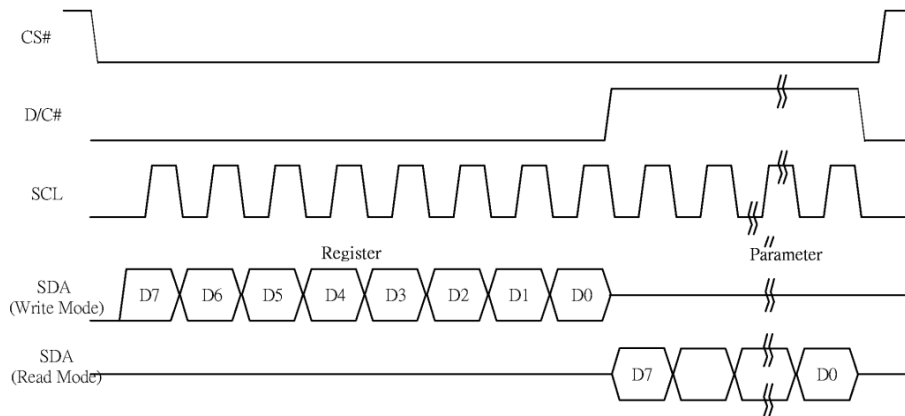 CS#
D/C#
SCL
Register
Parameter
SDA
(Write Mode)
D7 D6 D5 D4 D3 D2 D1 D0
SDA
(Read Mode)
D7 D0